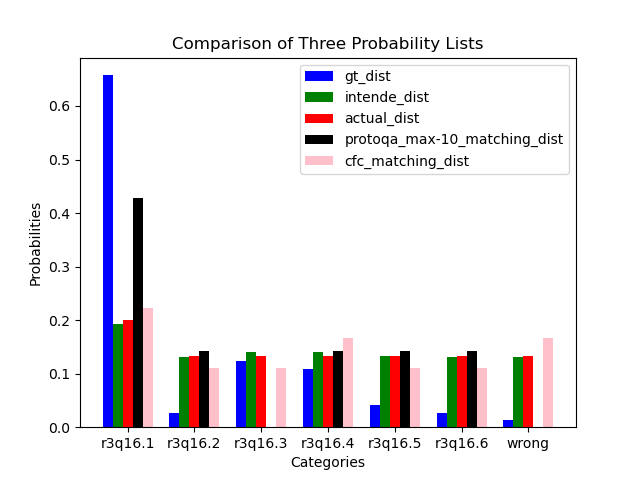 Comparison of Three Probability Lists
gt_dist
intende_dist
actual_dist
protoqa_max-10_matching_dist
cfc_matching_dist
Probabilities
0.6
0.5
0.4
0.3
0.2
0.1
0.0
r3q16.1 r3q16.2 r3q16.3 r3q16.4 r3q16.5 r3q16.6 wrong
Categories